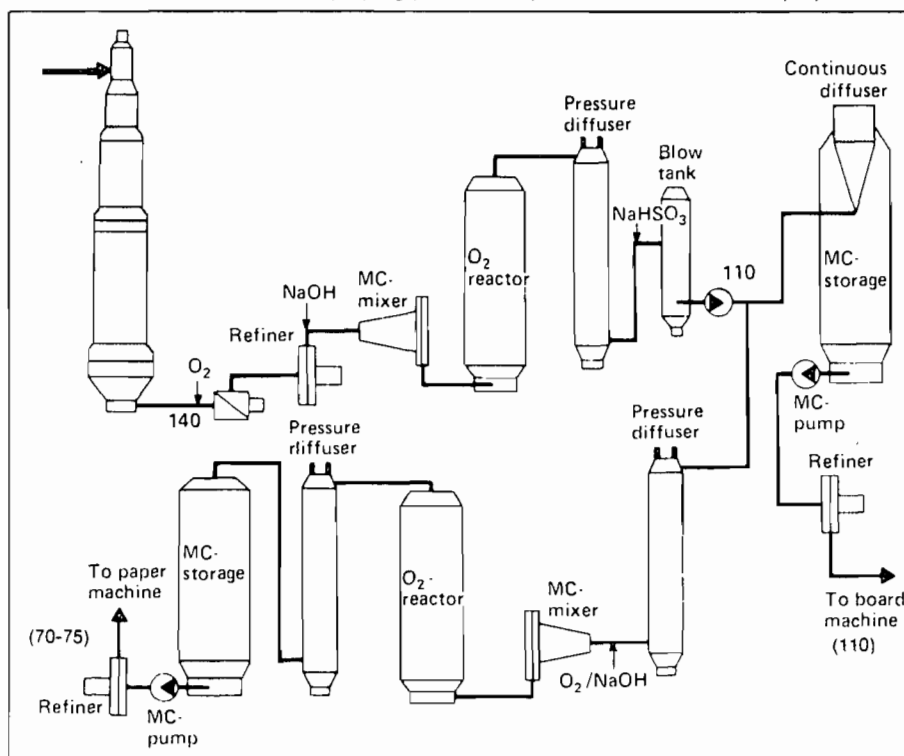 Continuous
diffuser
Pressure
diffuser
Blow
tank
NaHSO3
110
MC-
storage
O2
reactor
MC-
mixer
NaOH
Refiner
O2
140
MC-
pump
Refiner
To board
machine
(110)
Pressure
diffuser
Pressure
diffuser
MC-
storage
O2-
reactor
MC-
mixer
O2/NaOH
To paper
machine
(70-75)
Refiner
MC-
pump